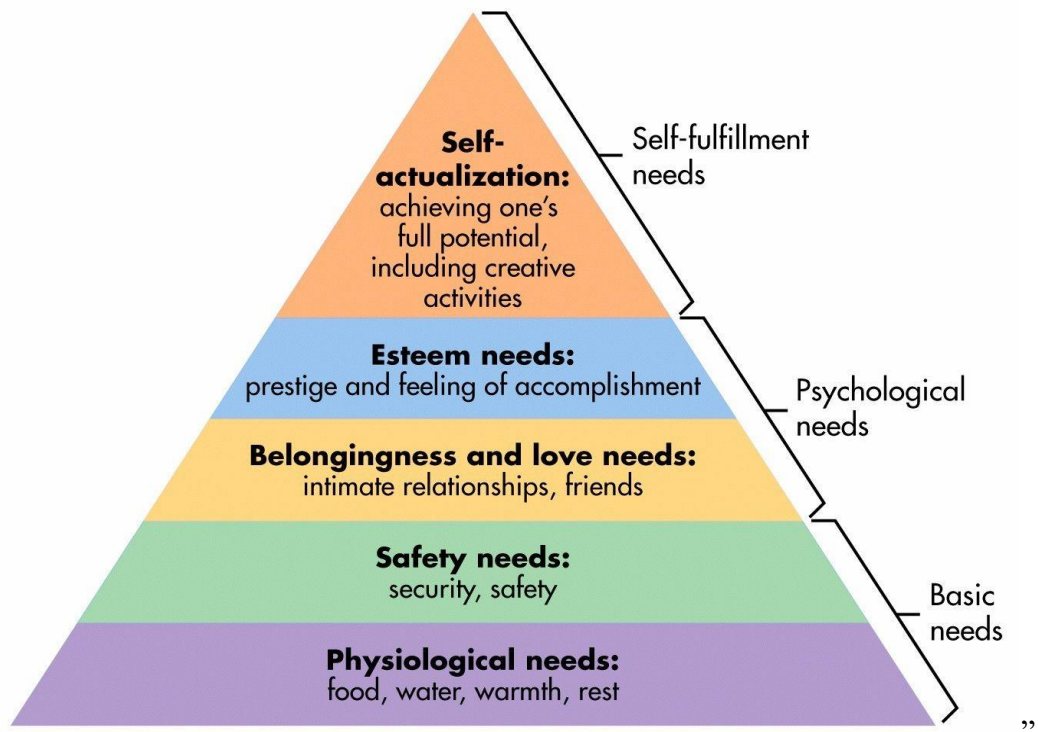 Self-
actualization:
achieving one's
full potential,
including creative
activities
Self-fulfillment
needs
Esteem needs:
prestige and feeling of accomplishment
Psychological
needs
Belongingness and love needs:
intimate relationships, friends
Safety needs:
security, safety
Basic
needs
Physiological needs:
food, water, warmth, rest
”